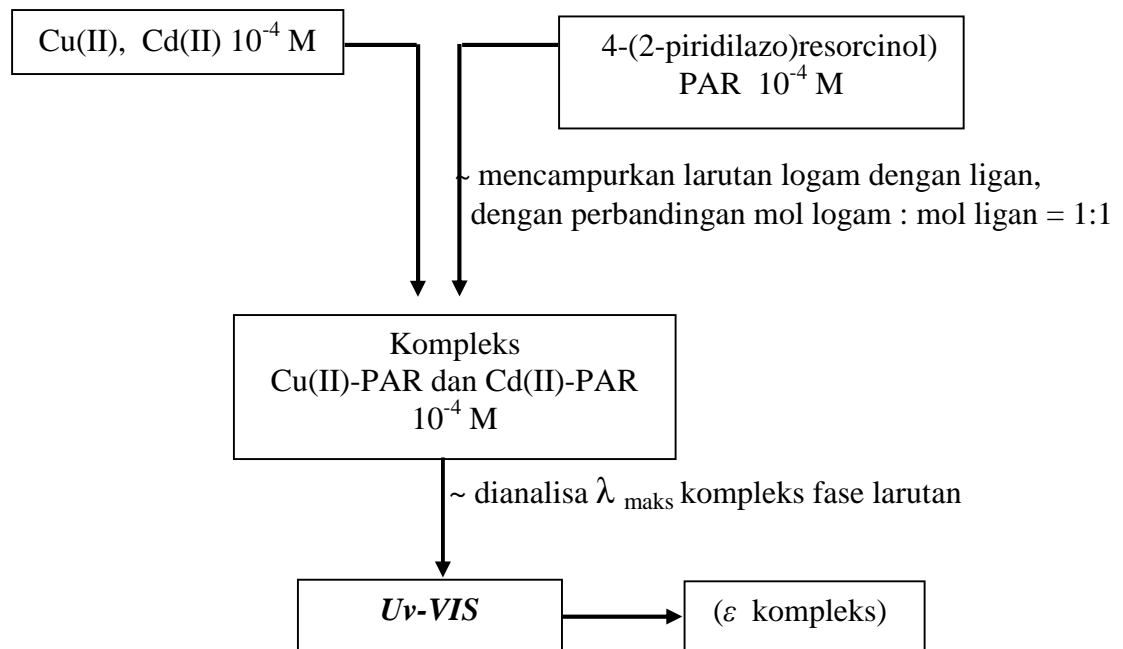 Cu(II), Cd(II) 10⁻⁴ M
4-(2-piridilazo)resorcinol)
PAR 10⁻⁴ M
~ mencampurkan larutan logam dengan ligan,
dengan perbandingan mol logam : mol ligan = 1:1
Kompleks
Cu(II)-PAR dan Cd(II)-PAR
10⁻⁴ M
~ dianalisa λ maks kompleks fase larutan
Uv-VIS
(ε kompleks)